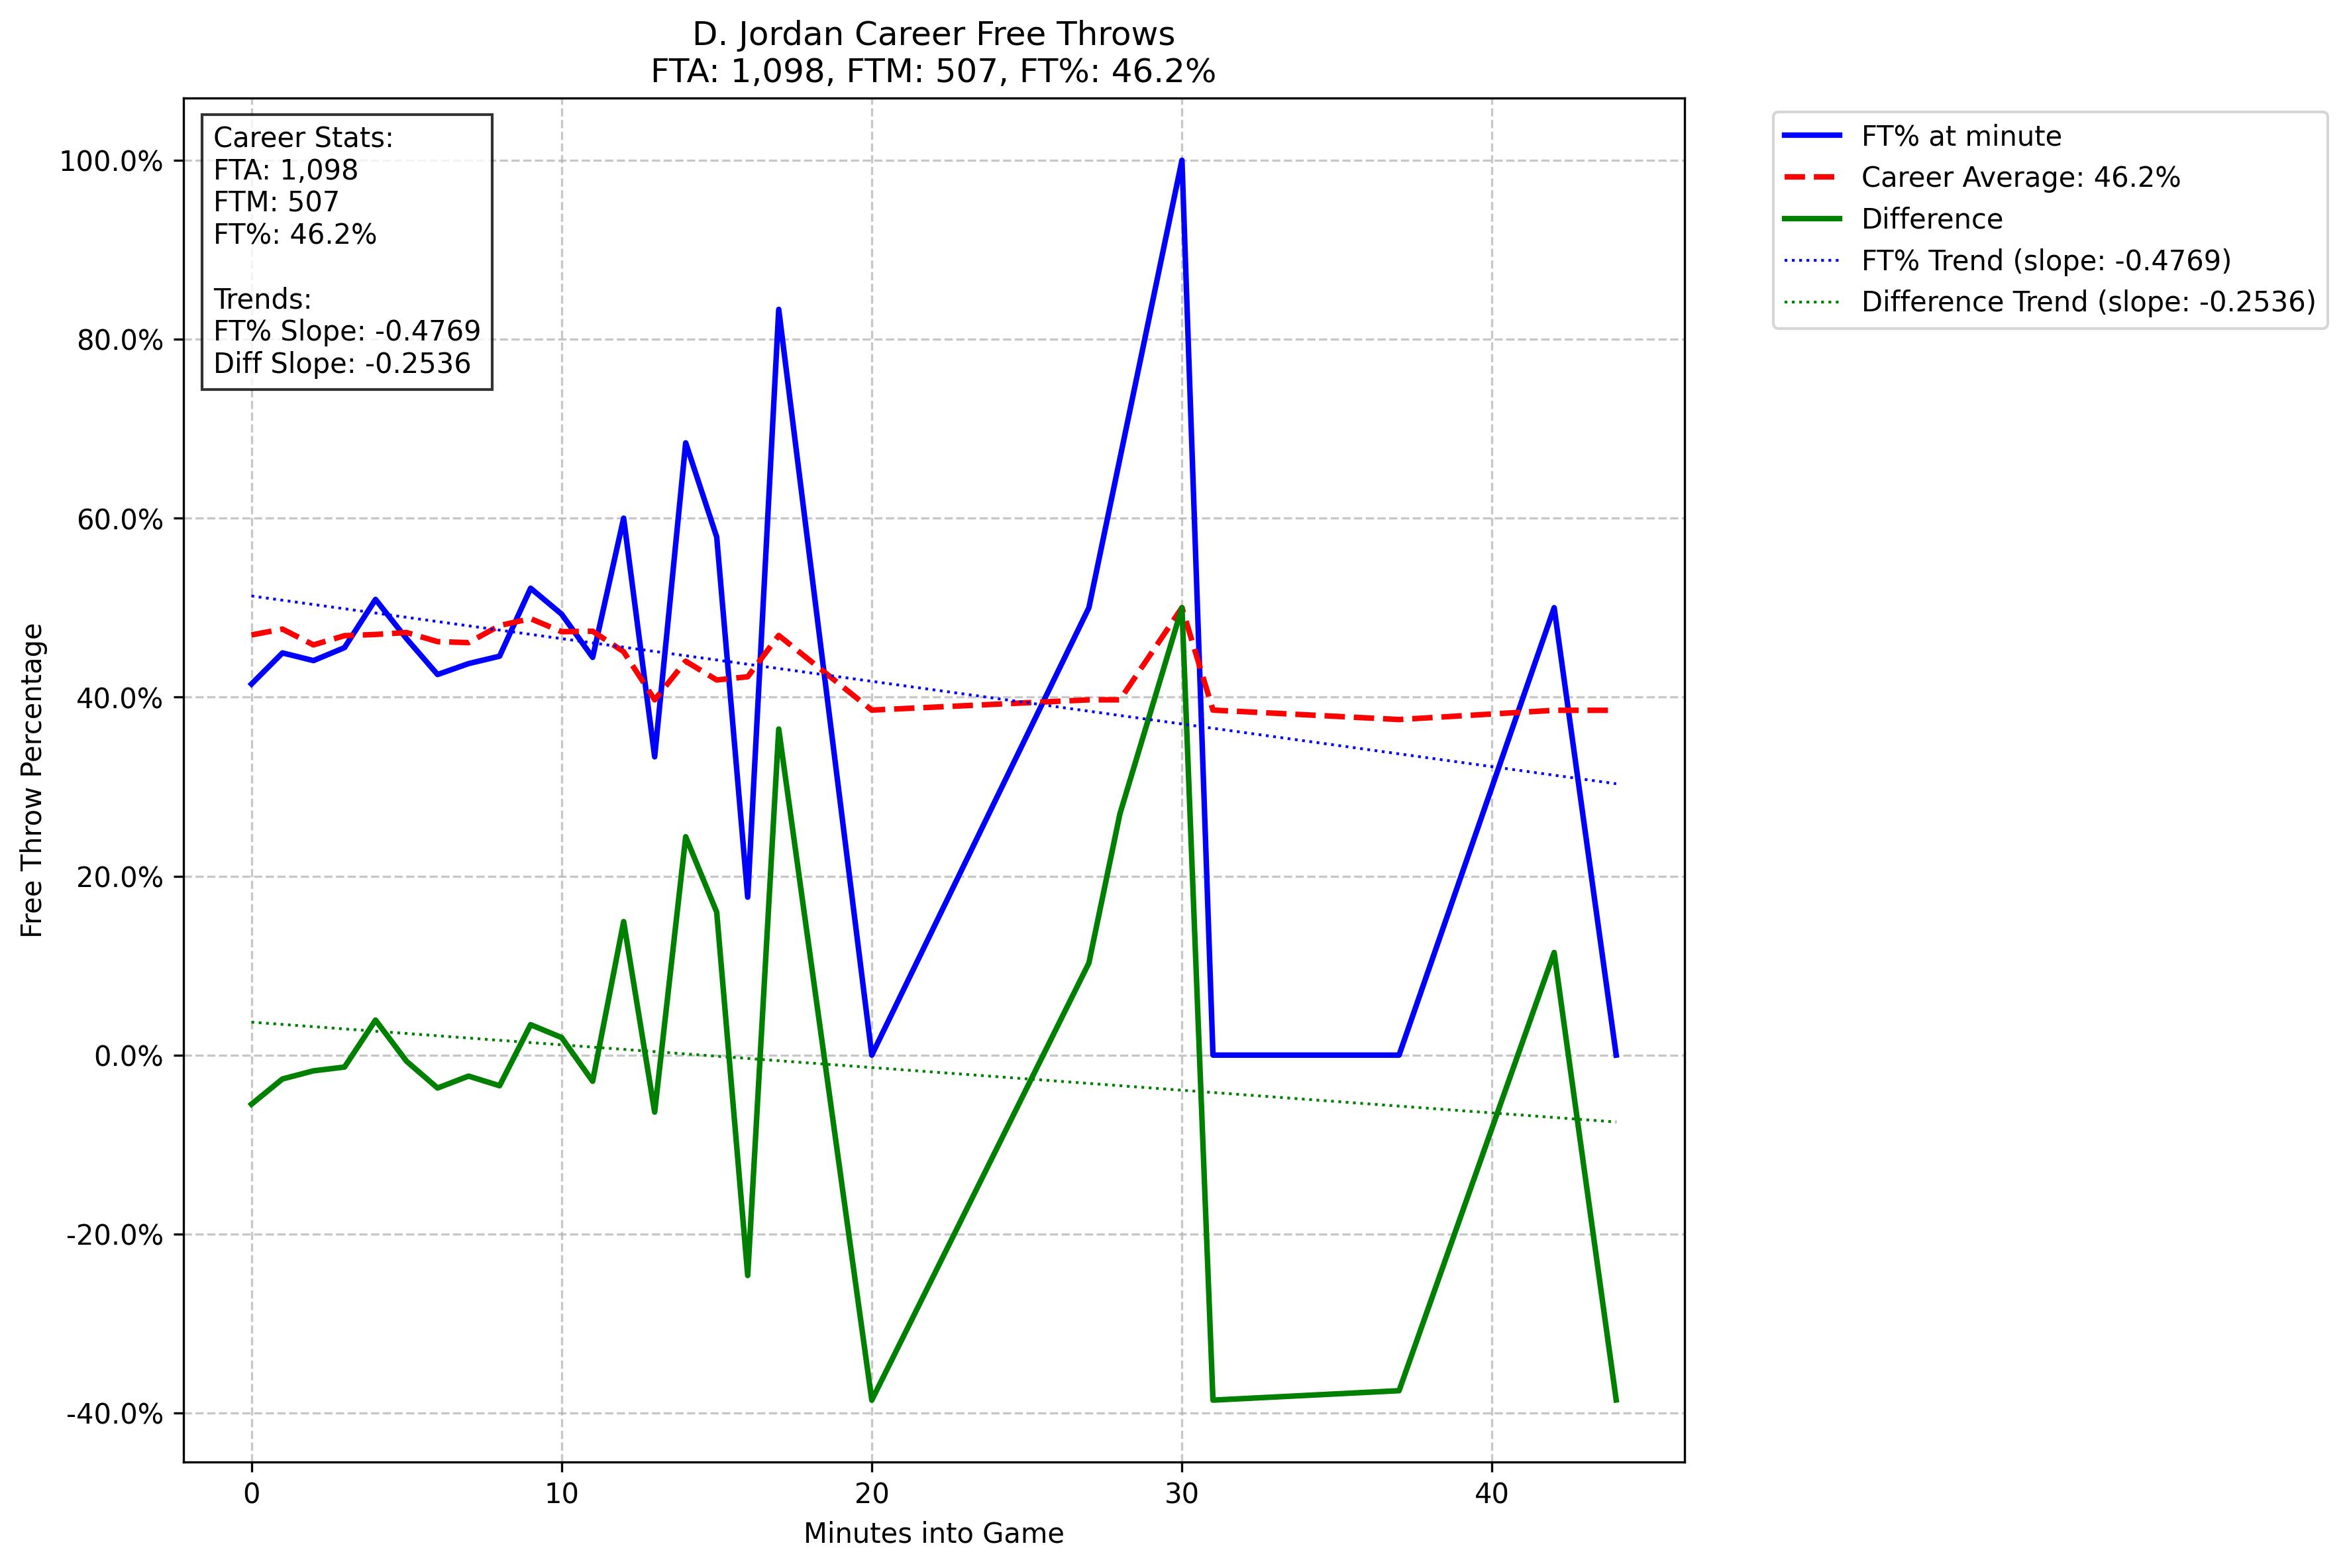 D. Jordan Career Free Throws
FTA: 1,098, FTM: 507, FT%: 46.2%
Career Stats:
FTA: 1,098
FTM: 507
FT%: 46.2%
Trends:
FT% Slope: -0.4769
Diff Slope: -0.2536
FT% at minute
Career Average: 46.2%
Difference
FT% Trend (slope: -0.4769)
Difference Trend (slope: -0.2536)
Free Throw Percentage
100.0%
80.0%
60.0%
40.0%
20.0%
0.0%
-20.0%
-40.0%
0 10 20 30 40
Minutes into Game